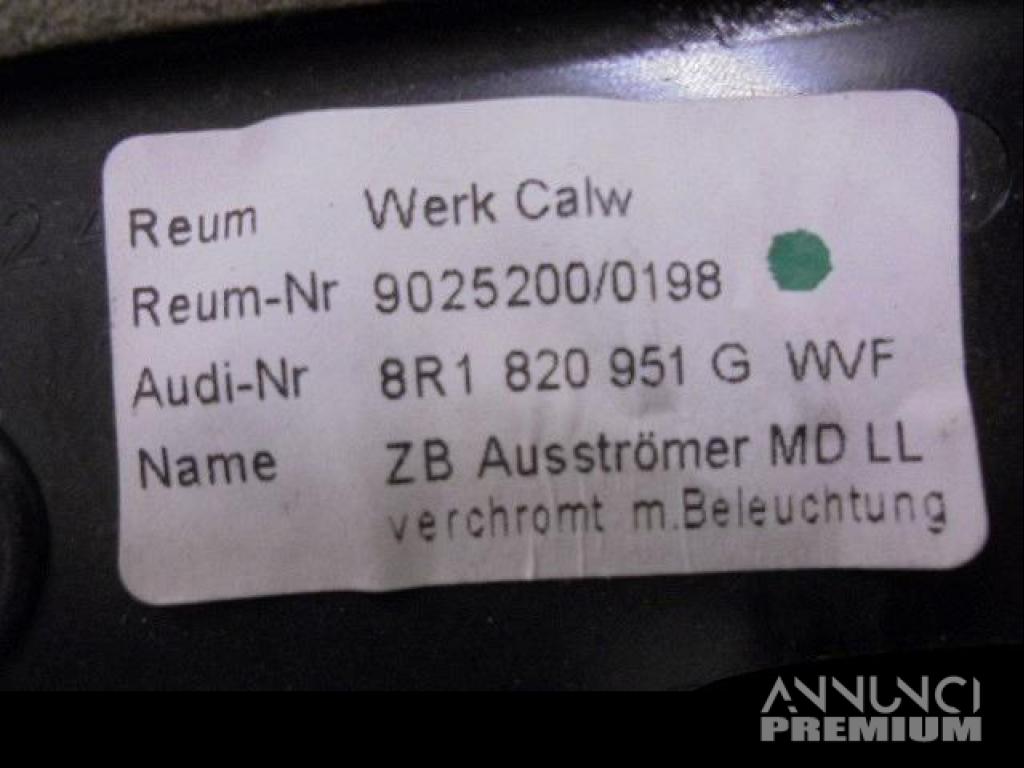 Reum Werk Calw
Reum-Nr 9025200/0198
Audi-Nr 8R1 820 951 G WVF
Name ZB Ausströmer MD LL
verchromt m.Beleuchtung
ANNUNCI
PREMIUM